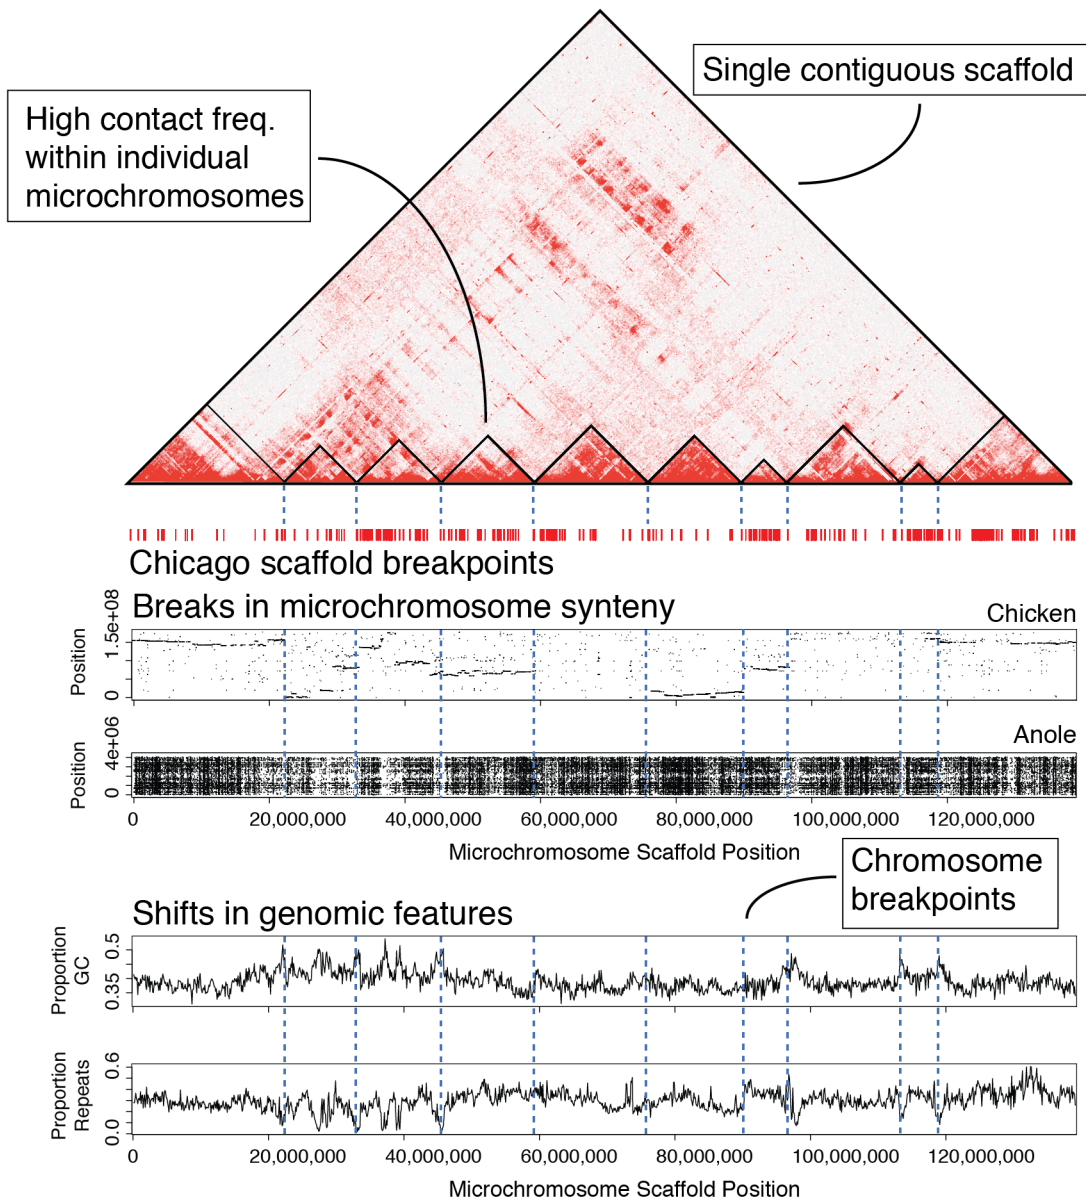 Single contiguous scaffold
High contact freq.
within individual
microchromosomes
Chicago scaffold breakpoints
Breaks in microchromosome synteny
Chicken
Position
0
1.5e+08
Anole
Position
0
4e+06
0
20,000,000
40,000,000
60,000,000
80,000,000
100,000,000
120,000,000
Microchromosome Scaffold Position
Chromosome
breakpoints
Shifts in genomic features
Proportion
GC
0.35
0.5
Proportion
Repeats
0.0
0.6
0
20,000,000
40,000,000
60,000,000
80,000,000
100,000,000
120,000,000
Microchromosome Scaffold Position